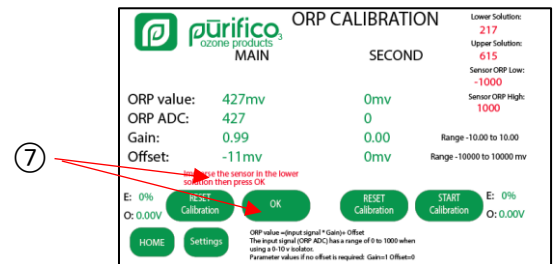 pūrifico
ozone products 3
ORP CALIBRATION
Lower Solution:
217
Upper Solution:
615
Sensor ORP Low:
-1000
Sensor ORP High:
1000
MAIN SECOND
ORP value: 427mv 0mv
ORP ADC: 427 0
Gain: 0.99 0.00 Range -10.00 to 10.00
Offset: -11mv 0mv Range -10000 to 10000 mv
7
Immerse the sensor in the lower
solution then press OK
E: 0%
O: 0.00V
RESET
Calibration
OK
RESET
Calibration
START
Calibration
E: 0%
O: 0.00V
HOME
Settings
ORP value =(input signal * Gain)+ Offset
The input signal (ORP ADC) has a range of 0 to 1000 when
using a 0-10 v isolator.
Parameter values if no offset is required: Gain=1 Offset=0